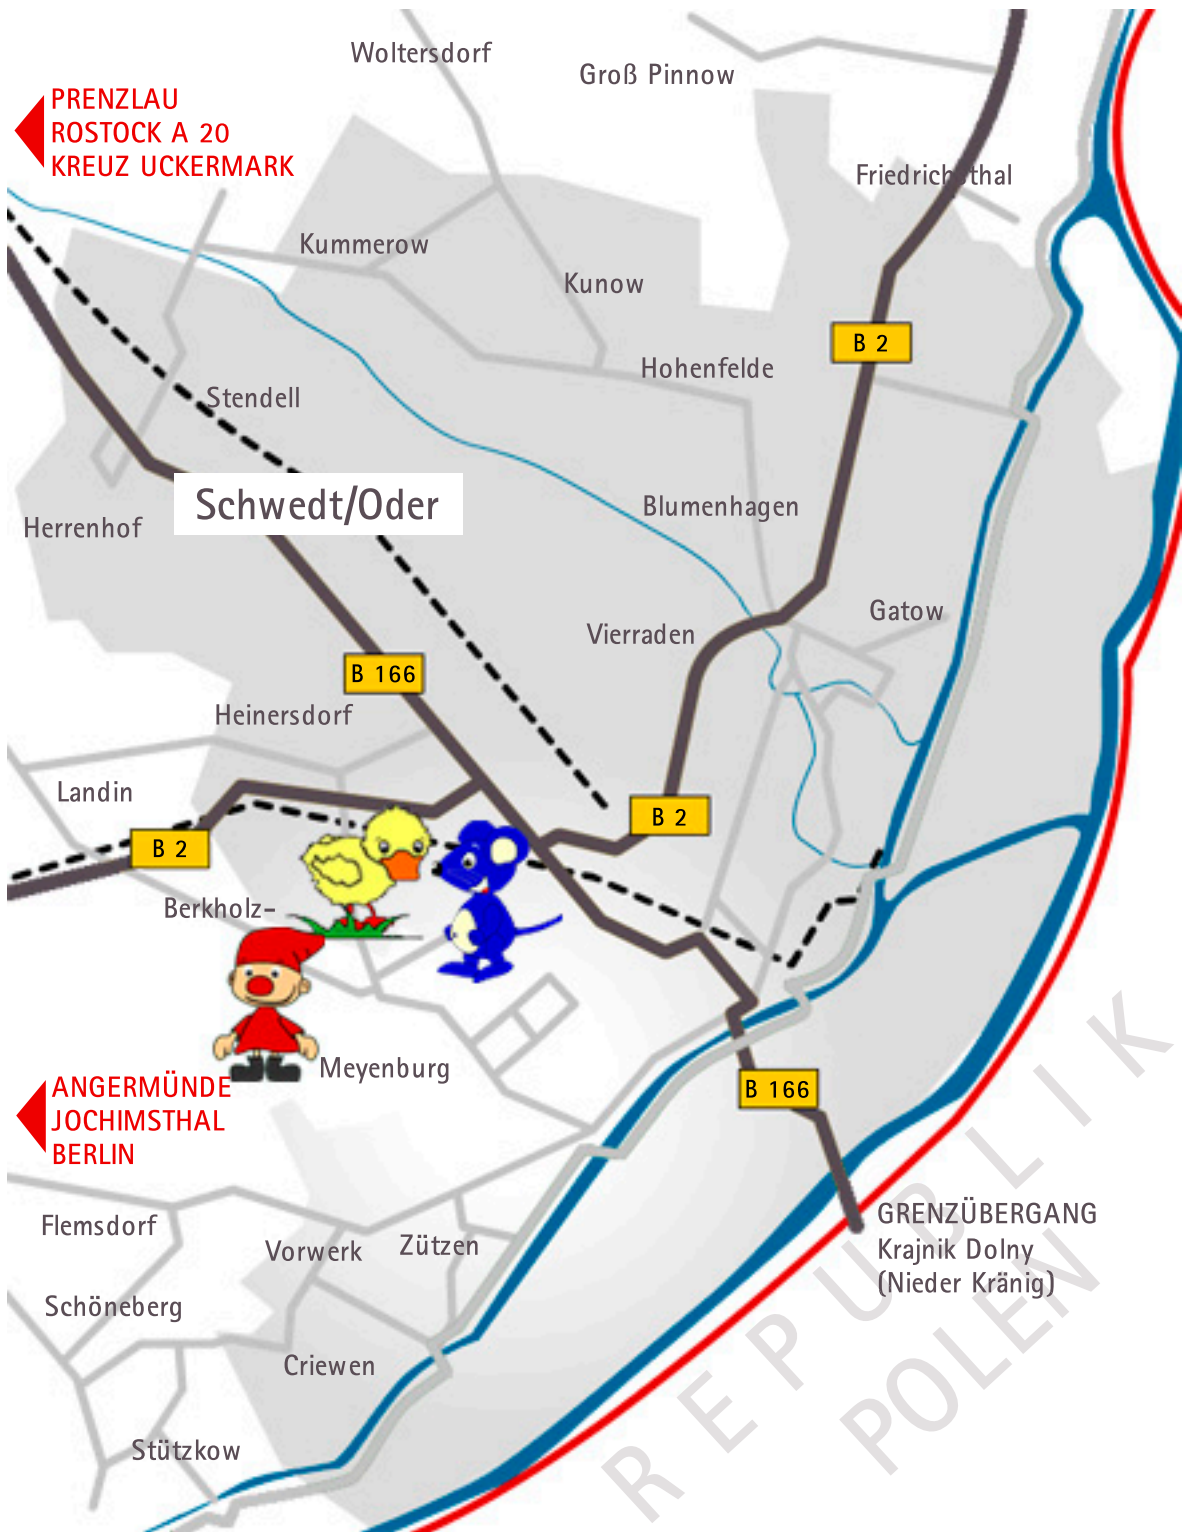 Woltersdorf
Groß Pinnow
PRENZLAU
ROSTOCK A 20
KREUZ UCKERMARK
Friedrichsthal
Kummerow
Kunow
B 2
Hohenfelde
Stendell
Schwedt/Oder
Blumenhagen
Herrenhof
Gatow
Vierraden
B 166
Heinersdorf
Landin
B 2
B 2
Berkholz-
Meyenburg
ANGERMÜNDE
JOCHIMSTHAL
BERLIN
B 166
GRENZÜBERGANG
Krajnik Dolny
(Nieder Kränig)
Flemsdorf
Vorwerk
Zützen
Schöneberg
Criewen
Stützkow
REPUBLIK
POLEN